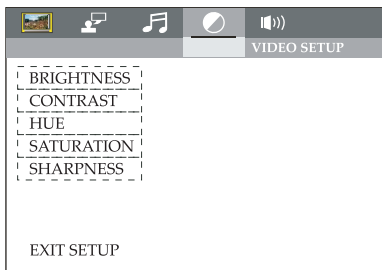 VIDEO SETUP
BRIGHTNESS
CONTRAST
HUE
SATURATION
SHARPNESS
EXIT SETUP